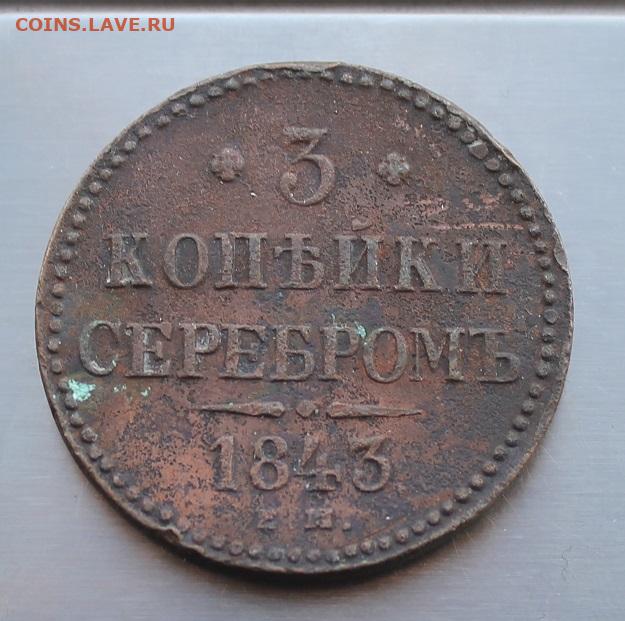 COINS.LAVE.RU
3
КОПѢЙКИ
СЕРЕБРОМЪ
1843
Е М.